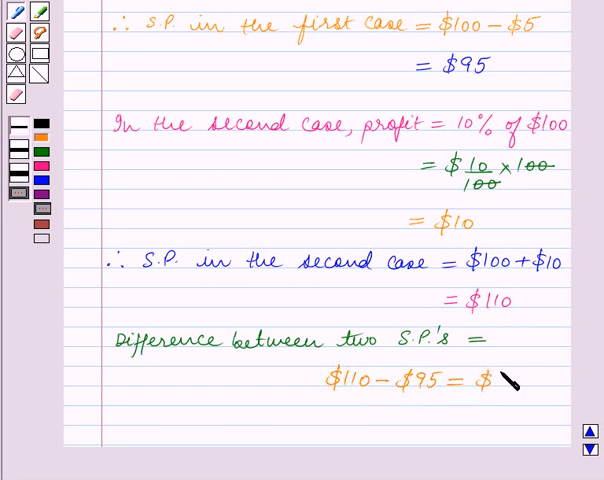 ∴ S.P. in the first case = $100 - $5
= $95
In the second case, profit = 10% of $100
= $ 10/100 × 100
= $10
∴ S.P. in the second case = $100 + $10
= $110
Difference between two S.P.'s =
$110 - $95 = $